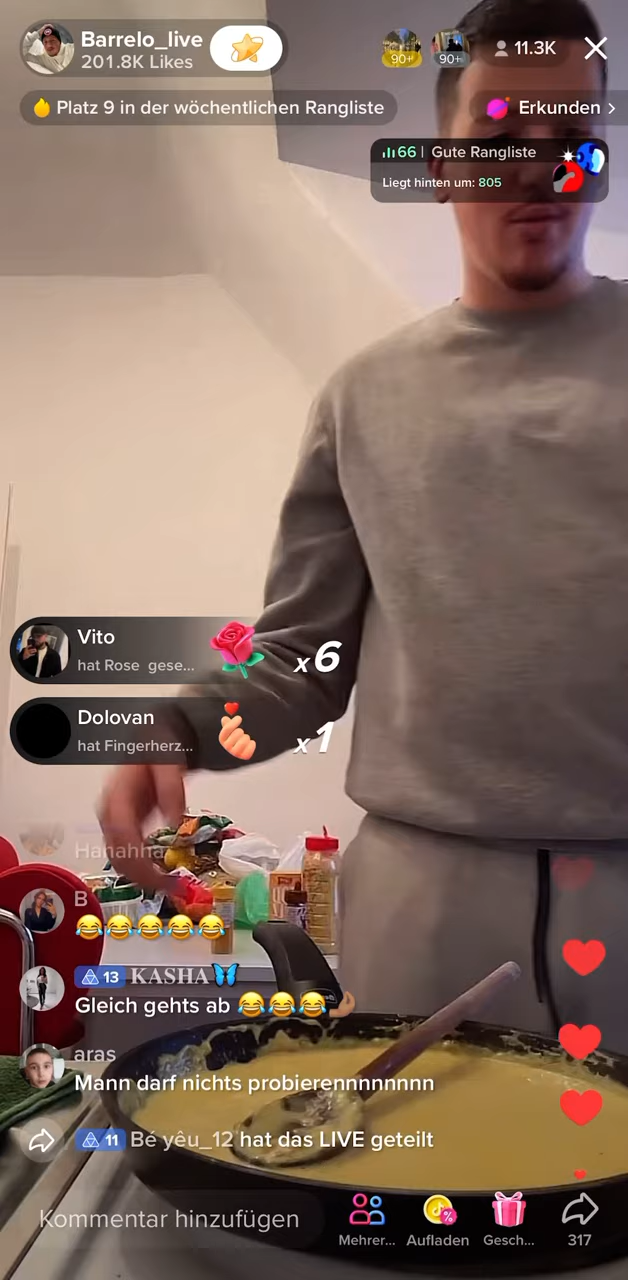 Barrelo_live
201.8K Likes
90+
90+
11.3K
Platz 9 in der wöchentlichen Rangliste
Erkunden >
66 | Gute Rangliste
Liegt hinten um: 805
Vito
hat Rose gese...
x6
Dolovan
hat Fingerherz...
x1
Hanahha
B
😂😂😂😂😂
13 KASHA🦋
Gleich gehts ab 😂😂😂🤌🏽
aras
Mann darf nichts probierennnnnnnn
11 Bé yêu_12 hat das LIVE geteilt
Kommentar hinzufügen
Mehrer...
Aufladen
Gesch...
317